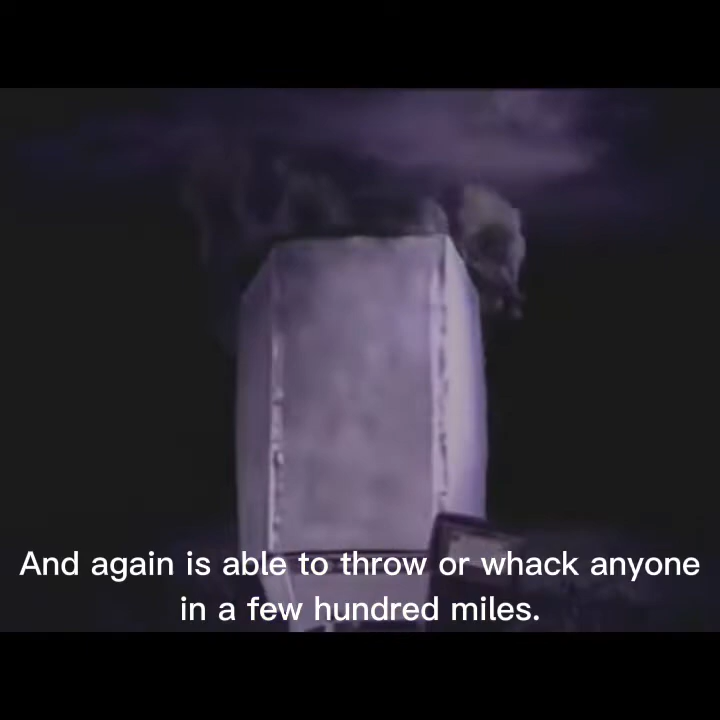 And again is able to throw or whack anyone
in a few hundred miles.